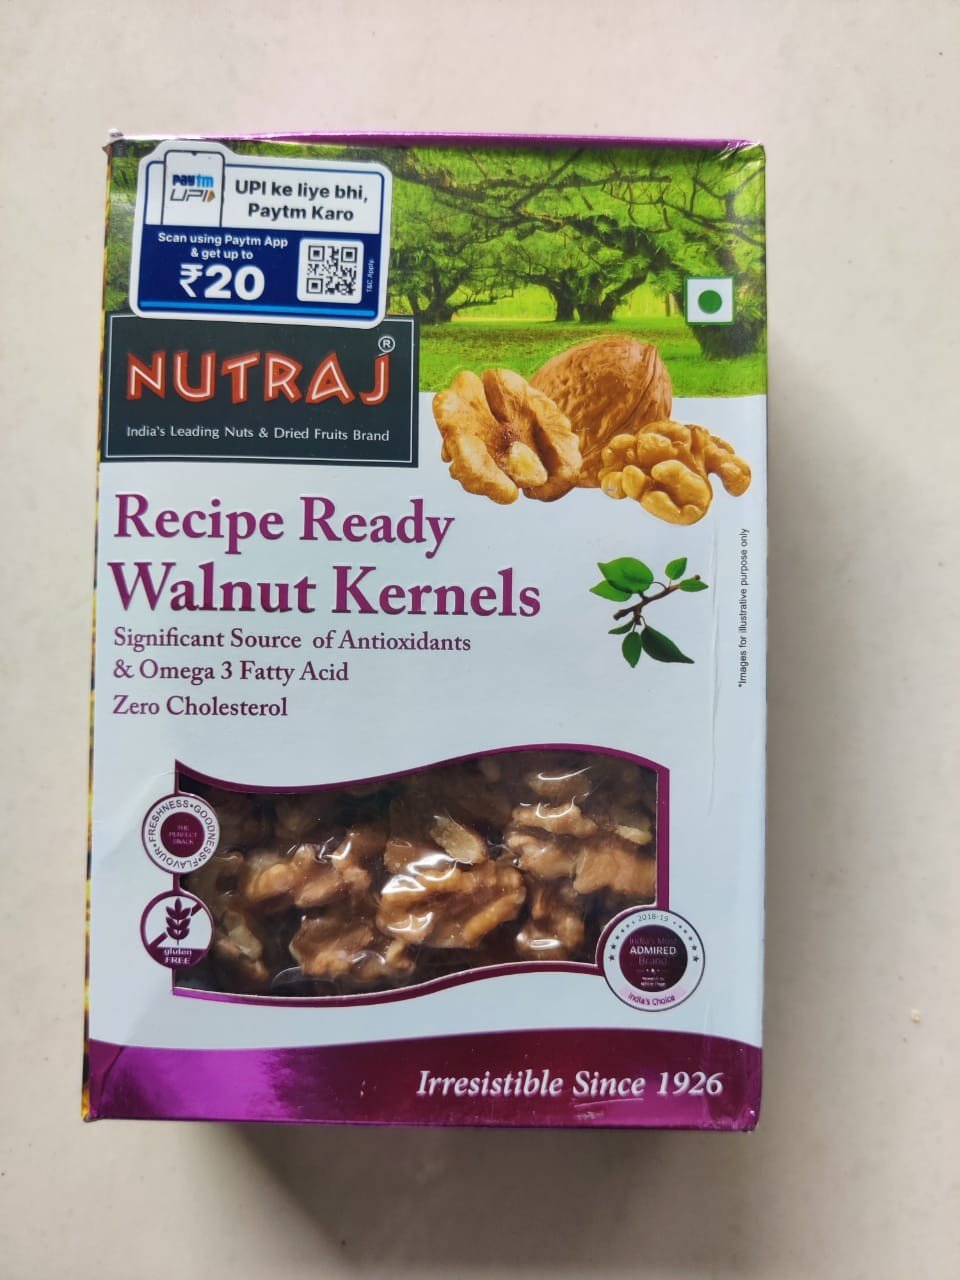 paytm
UPI
UPI ke liye bhi,
Paytm Karo
Scan using Paytm App
& get up to
₹20
T&C Apply.
NUTRAJ®
India's Leading Nuts & Dried Fruits Brand
Recipe Ready
Walnut Kernels
Significant Source of Antioxidants
& Omega 3 Fatty Acid
Zero Cholesterol
*Images for illustrative purpose only
FRESHNESS•GOODNESS•FLAVOUR•
THE
PERFECT
SNACK
gluten
FREE
2018-19
India's Most
ADMIRED
Brand
India's Choice
Irresistible Since 1926